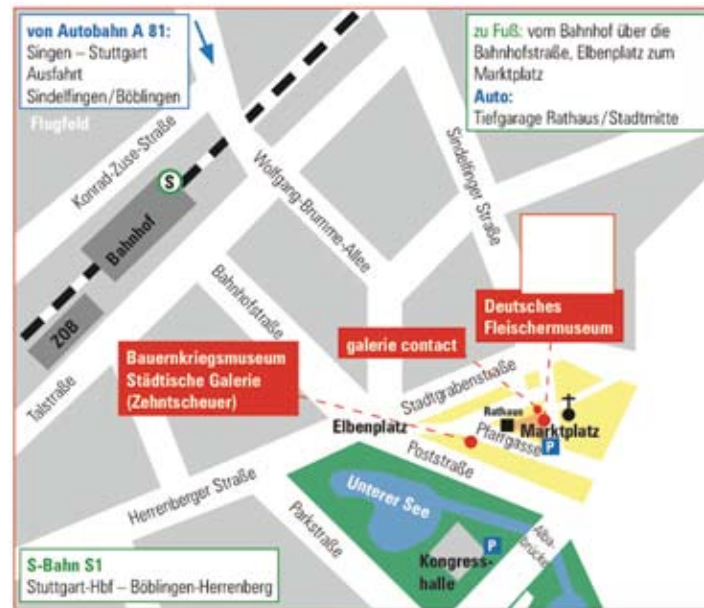 von Autobahn A 81:
Singen – Stuttgart
Ausfahrt
Sindelfingen/Böblingen
zu Fuß: vom Bahnhof über die
Bahnhofstraße, Elbenplatz zum
Marktplatz
Auto:
Tiefgarage Rathaus/Stadtmitte
Flugfeld
Konrad-Zuse-Straße
S
Bahnhof
ZOB
Talstraße
Wolfgang-Brumme-Allee
Sindelfinger Straße
Bahnhofstraße
Deutsches
Fleischermuseum
galerie contact
Bauernkriegsmuseum
Städtische Galerie
(Zehntscheuer)
Stadtgrabenstraße
Rathaus
Marktplatz
Pfarrgasse
P
Elbenplatz
Poststraße
Herrenberger Straße
Parkstraße
Unterer See
Kongress-
halle
P
Alba-
brücke
S-Bahn S1
Stuttgart-Hbf – Böblingen-Herrenberg